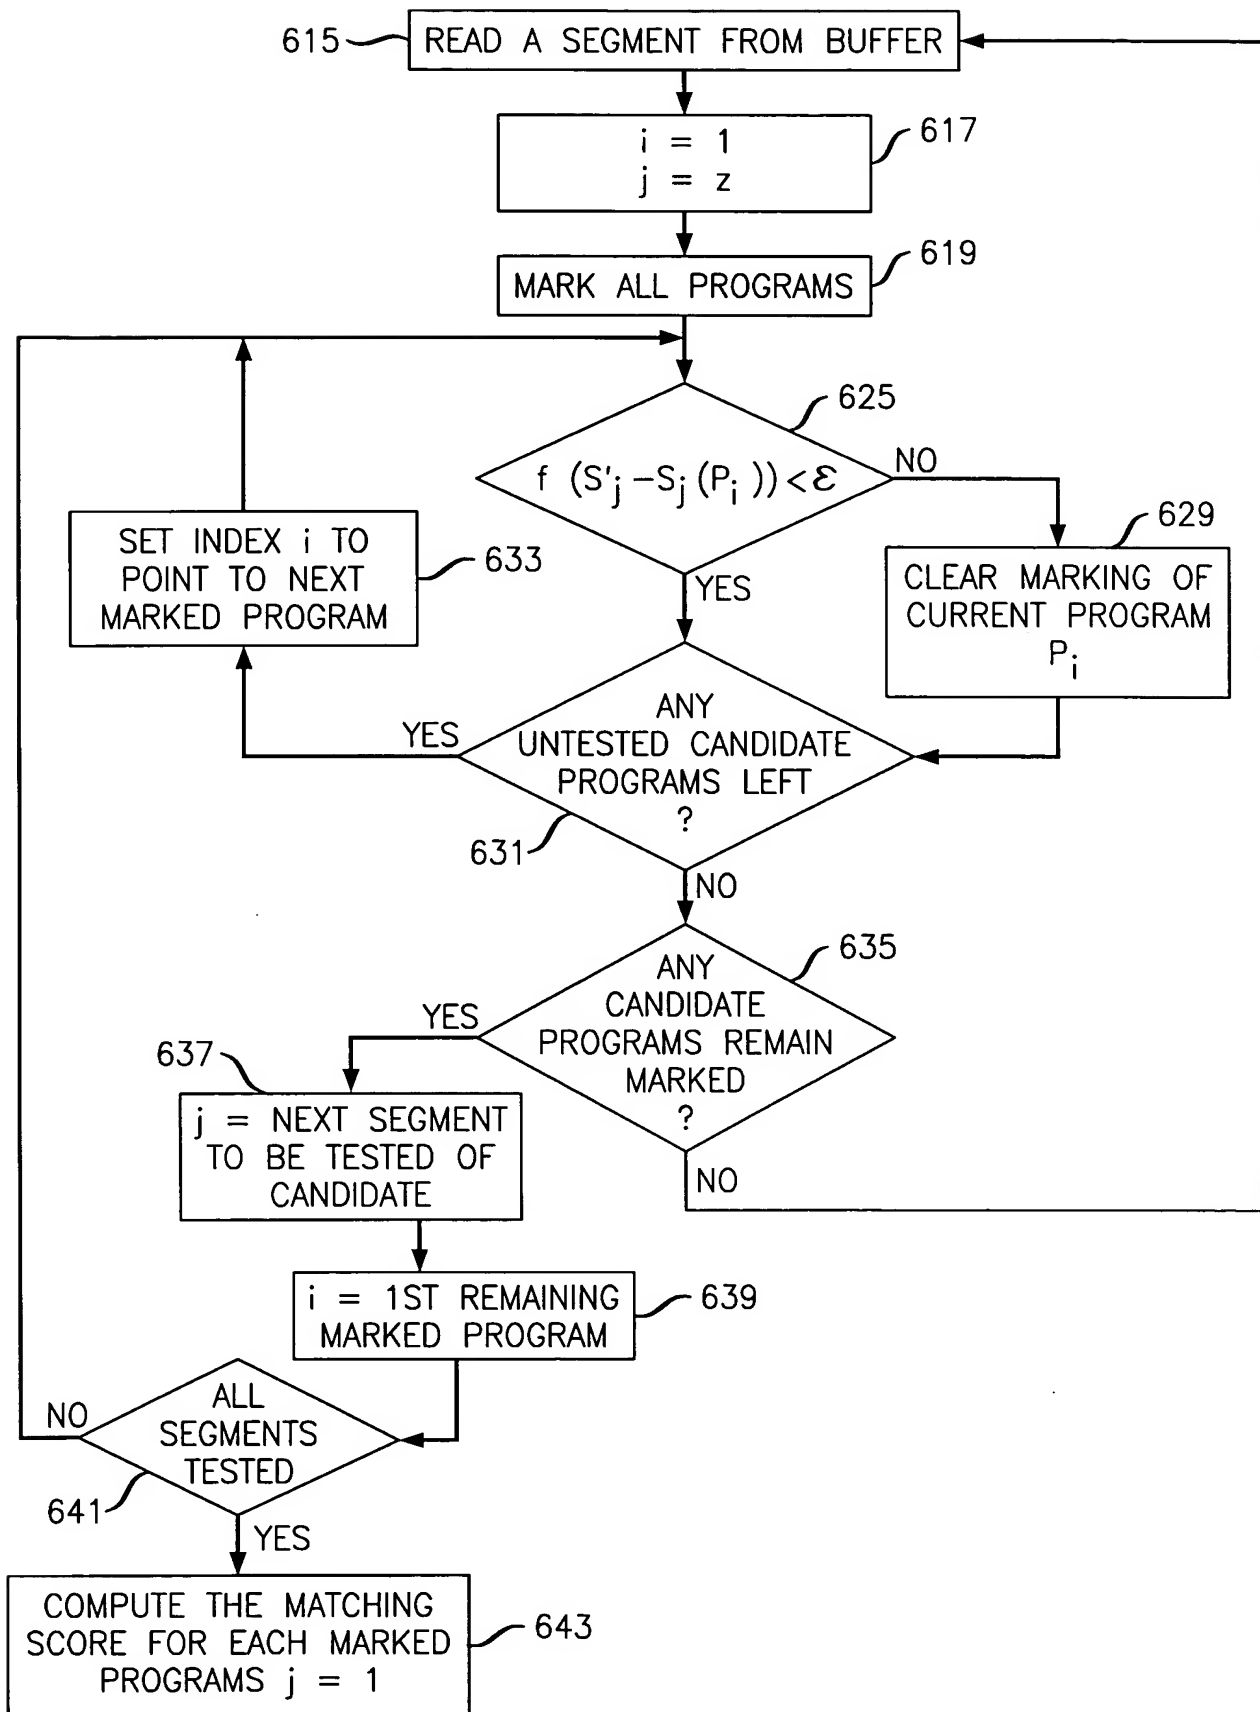 615
READ A SEGMENT FROM BUFFER
i = 1
j = z
617
MARK ALL PROGRAMS
619
f (S'j – Sj (Pi)) < ε
625
NO
YES
SET INDEX i TO
POINT TO NEXT
MARKED PROGRAM
633
CLEAR MARKING OF
CURRENT PROGRAM
Pi
629
ANY
UNTESTED CANDIDATE
PROGRAMS LEFT
?
631
YES
NO
ANY
CANDIDATE
PROGRAMS REMAIN
MARKED
?
635
YES
NO
637
j = NEXT SEGMENT
TO BE TESTED OF
CANDIDATE
i = 1ST REMAINING
MARKED PROGRAM
639
ALL
SEGMENTS
TESTED
641
NO
YES
COMPUTE THE MATCHING
SCORE FOR EACH MARKED
PROGRAMS j = 1
643